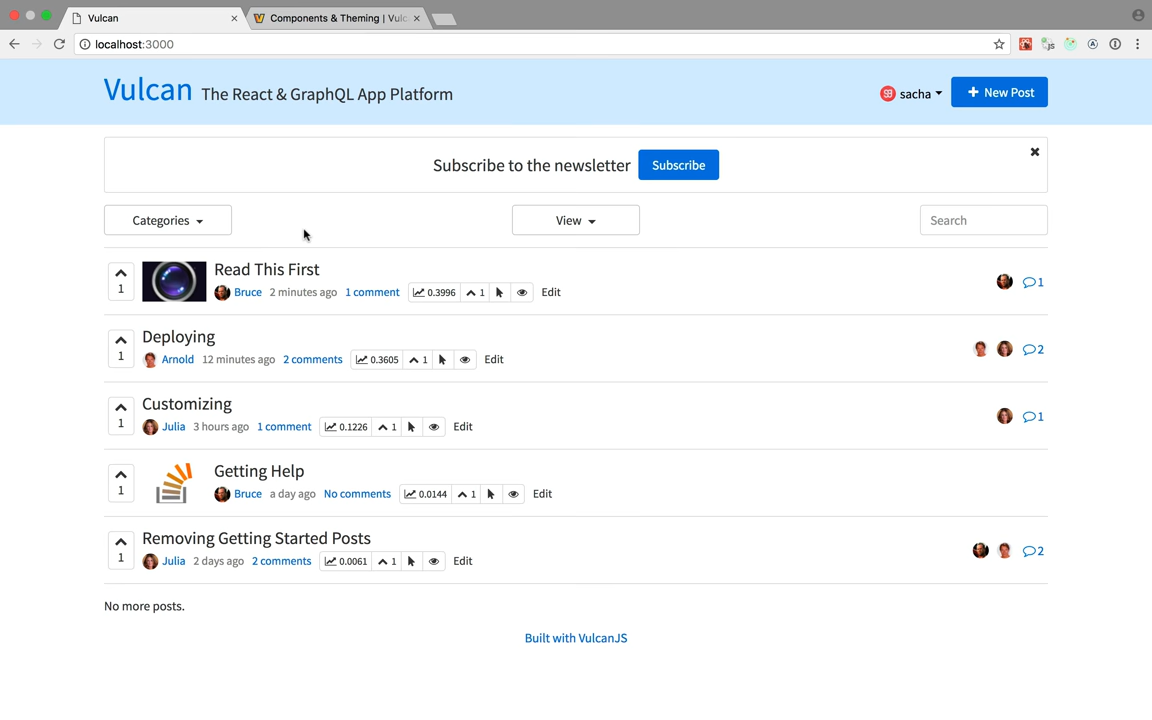 Vulcan
Components & Theming | Vulc
localhost:3000
Vulcan The React & GraphQL App Platform
sacha
New Post
Subscribe to the newsletter Subscribe
Categories
View
Search
1
Read This First
Bruce 2 minutes ago 1 comment 0.3996 1 Edit
1
1
Deploying
Arnold 12 minutes ago 2 comments 0.3605 1 Edit
2
1
Customizing
Julia 3 hours ago 1 comment 0.1226 1 Edit
1
1
Getting Help
Bruce a day ago No comments 0.0144 1 Edit
1
Removing Getting Started Posts
Julia 2 days ago 2 comments 0.0061 1 Edit
2
No more posts.
Built with VulcanJS